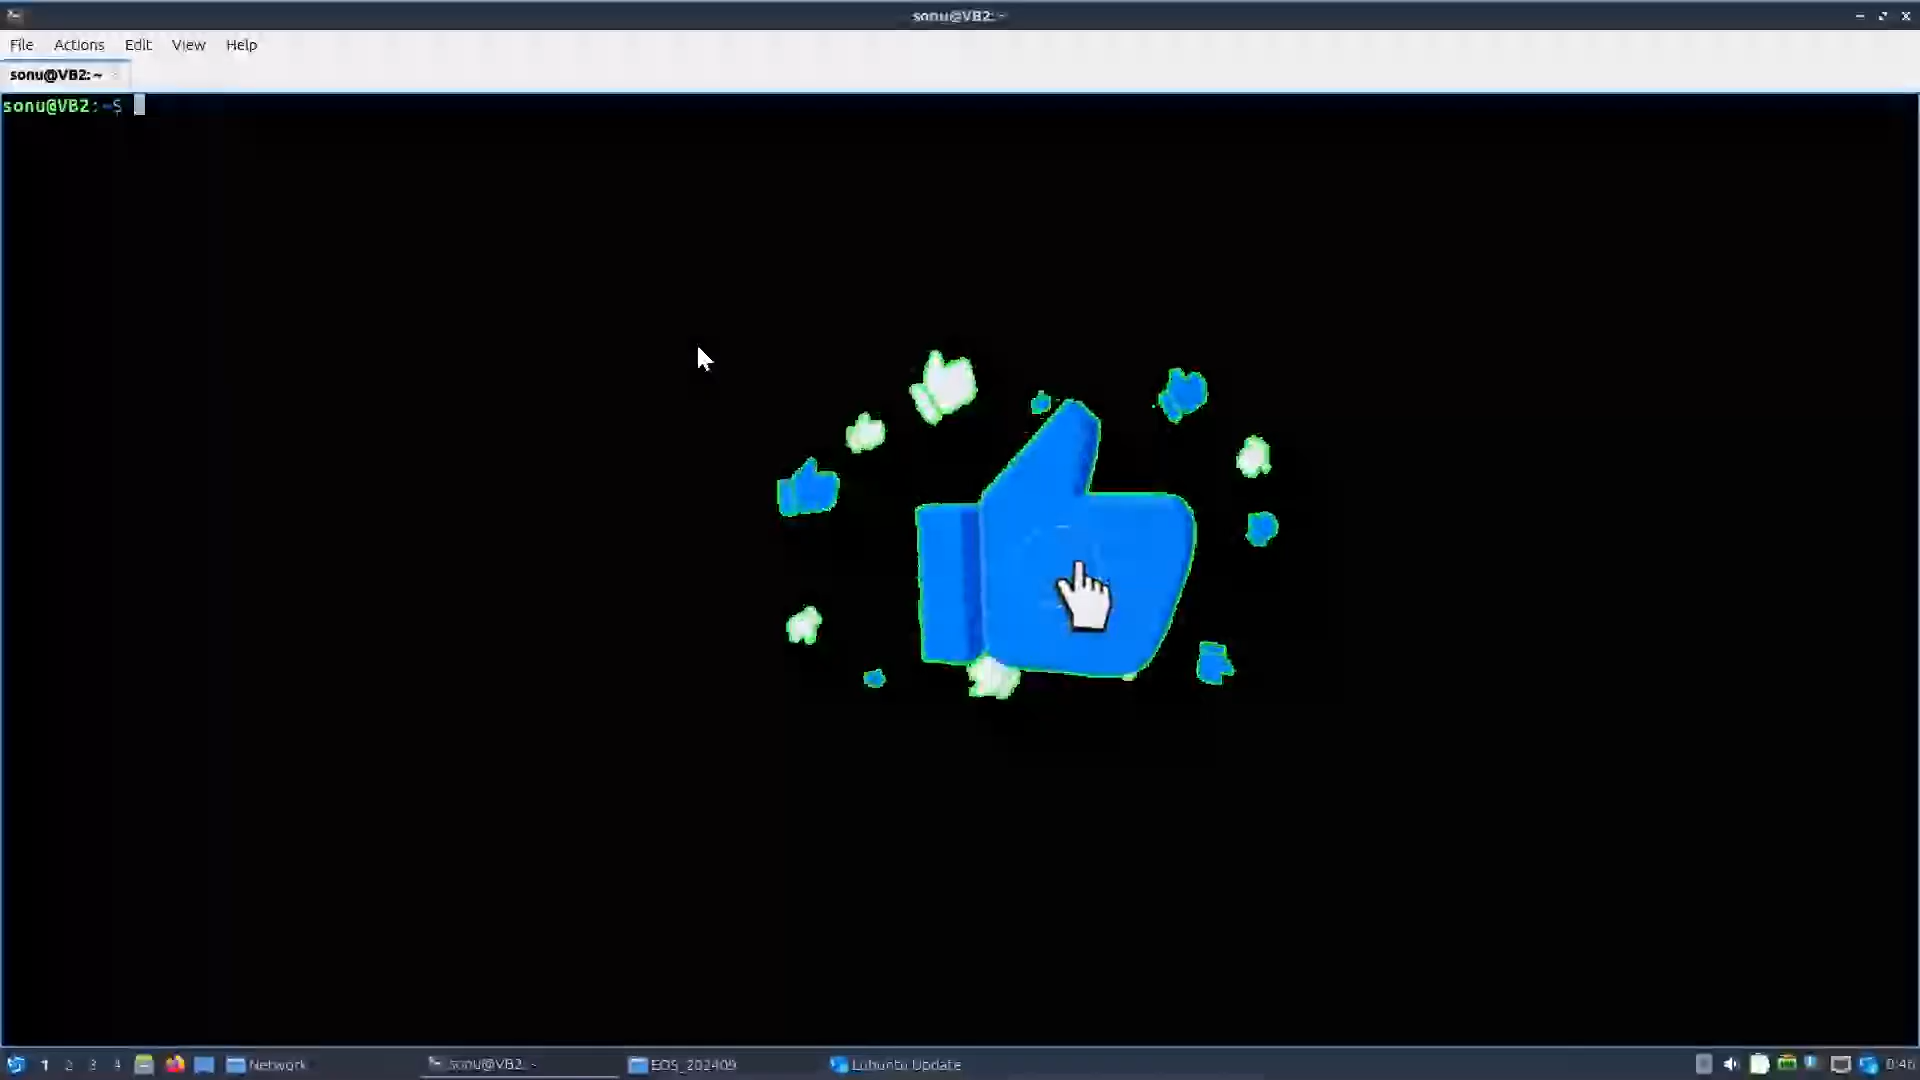 sonu@VB2: ~
File Actions Edit View Help
sonu@VB2: ~
sonu@VB2:~$
1 2 3 4 Network sonu@VB2: ~ EOS_202409 Lubuntu Update 0:46